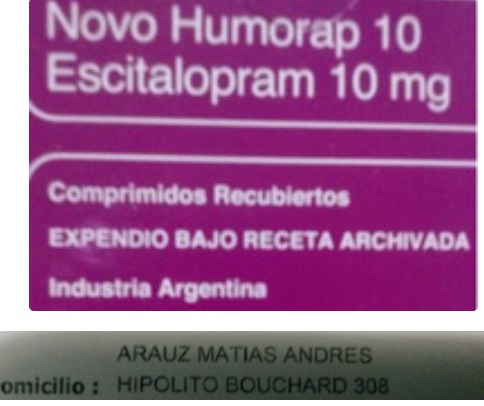 Novo Humorap 10
Escitalopram 10 mg
Comprimidos Recubiertos
EXPENDIO BAJO RECETA ARCHIVADA
Industria Argentina
ARAUZ MATIAS ANDRES
omicilio : HIPOLITO BOUCHARD 308